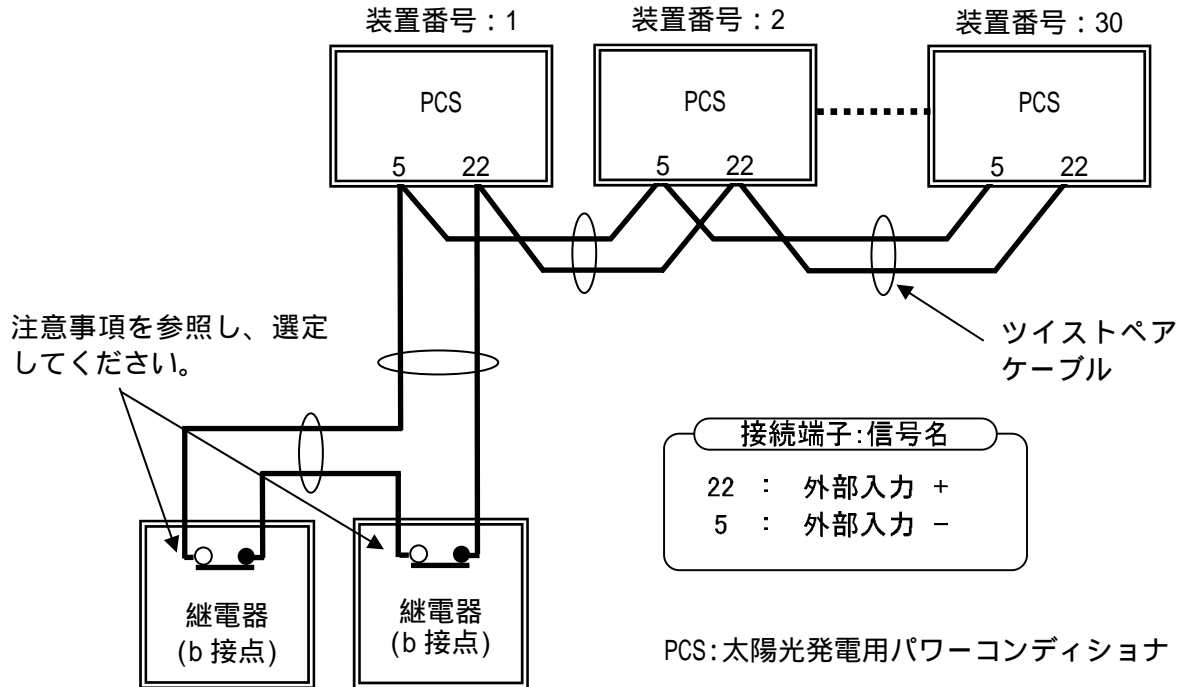 装置番号：1
装置番号：2
装置番号：30
PCS
PCS
PCS
5 22
5 22
5 22
注意事項を参照し、選定
してください。
ツイストペア
ケーブル
接続端子:信号名
22 : 外部入力 +
5 : 外部入力 −
継電器
(b 接点)
継電器
(b 接点)
PCS:太陽光発電用パワーコンディショナ